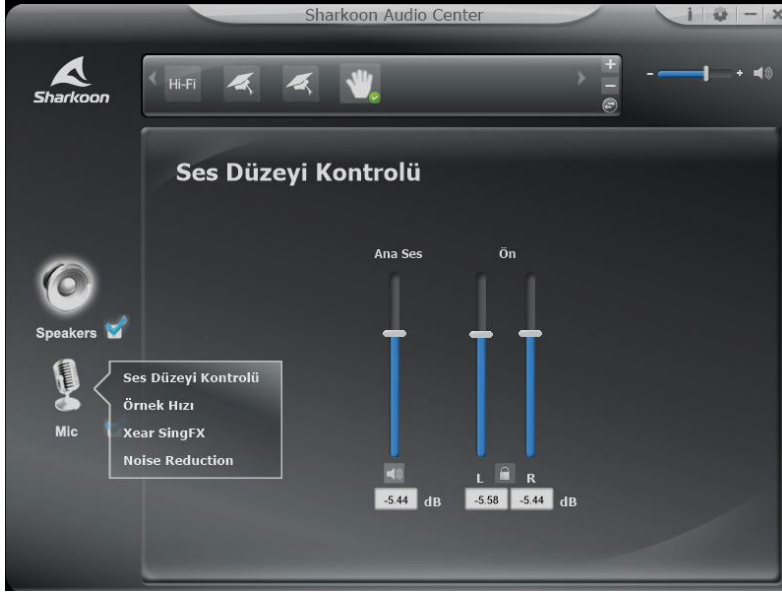 Sharkoon Audio Center
Sharkoon
Hi-Fi
Ses Düzeyi Kontrolü
Ana Ses
Ön
Speakers
Mic
Ses Düzeyi Kontrolü
Örnek Hızı
Xear SingFX
Noise Reduction
L
R
-5.44 dB
-5.58
-5.44 dB